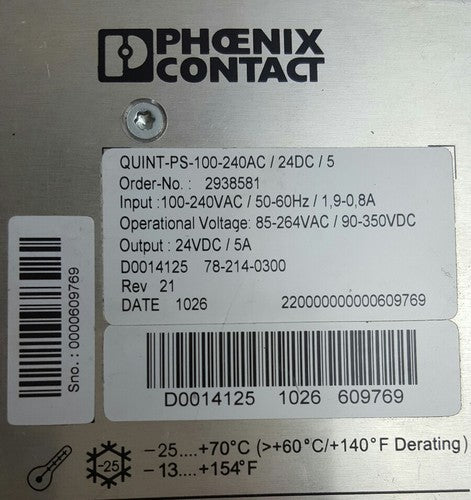 PHŒNIX
CONTACT
QUINT-PS-100-240AC / 24DC / 5
Order-No.: 2938581
Input :100-240VAC / 50-60Hz / 1,9-0,8A
Operational Voltage: 85-264VAC / 90-350VDC
Output : 24VDC / 5A
D0014125 78-214-0300
Rev 21
DATE 1026 220000000000609769
Sno.: 0000609769
D0014125 1026 609769
-25
-25....+70°C (>+60°C/+140°F Derating)
-13....+154°F